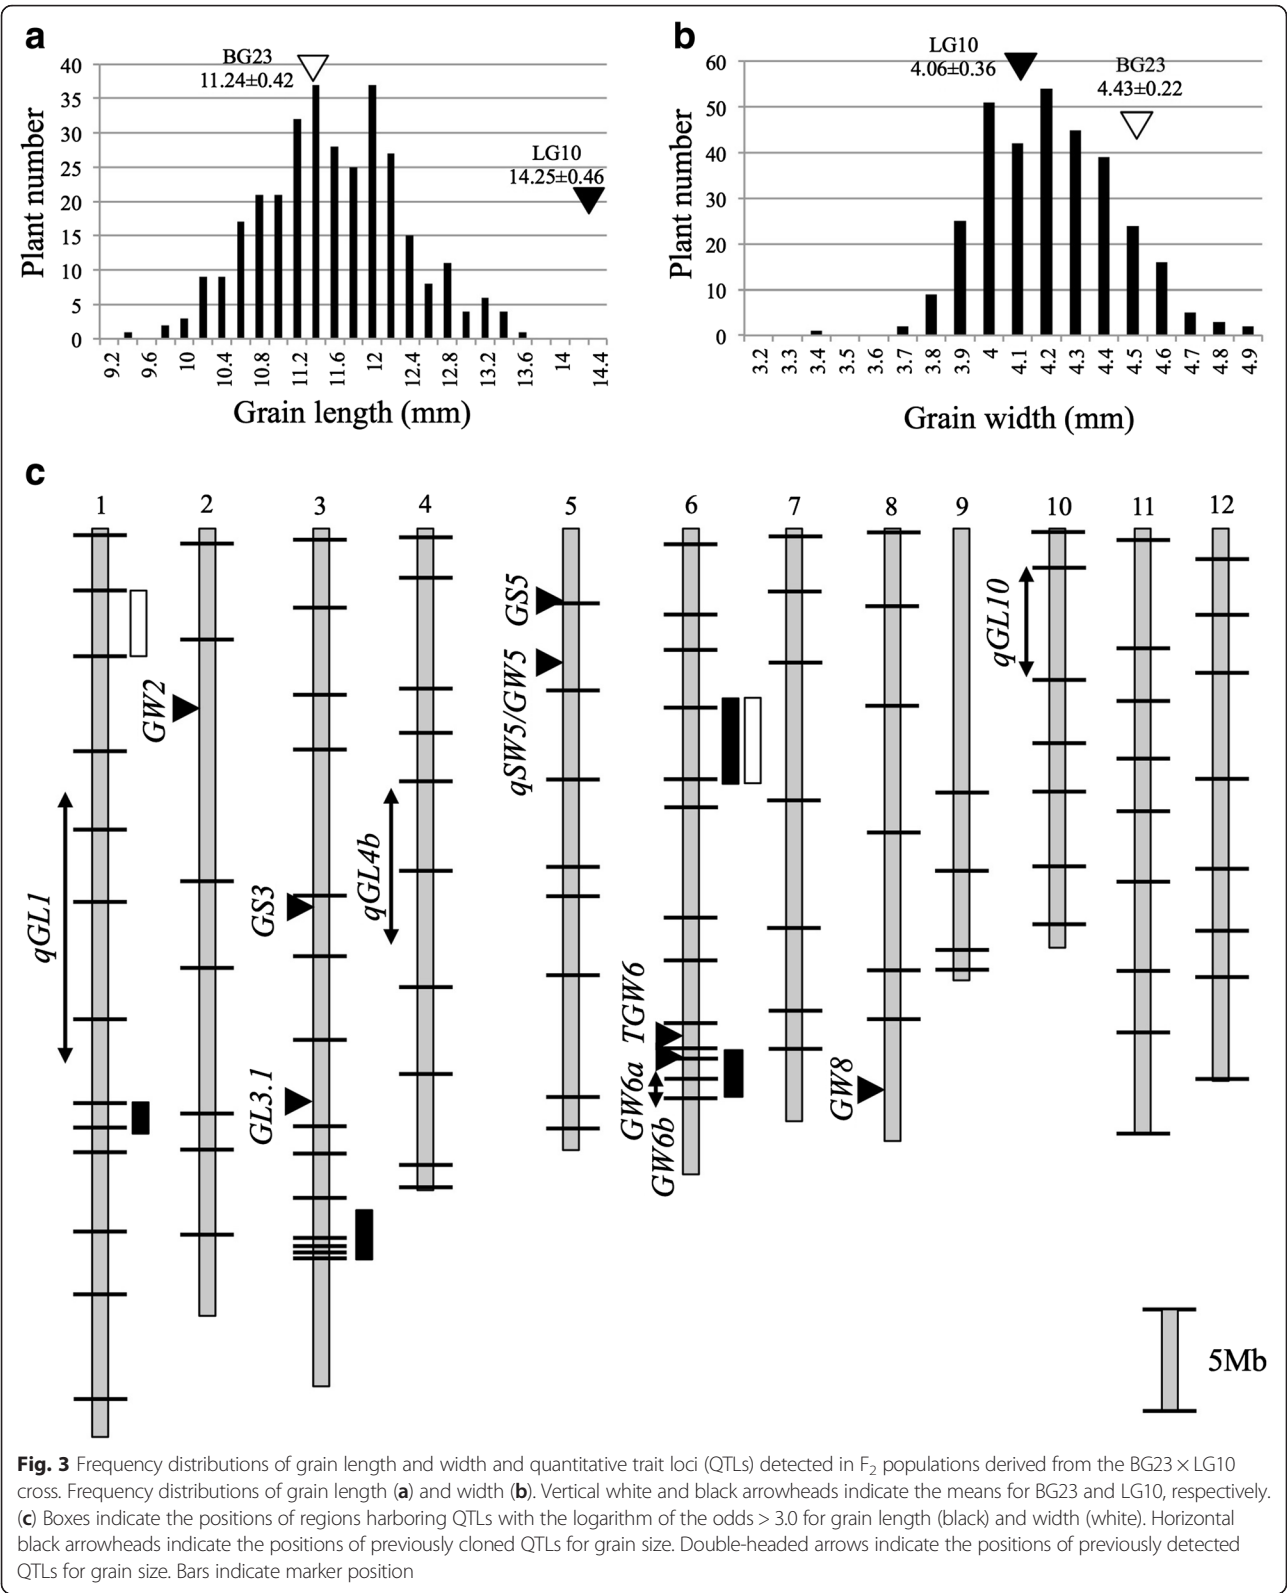 a
BG23
11.24±0.42
LG10
14.25±0.46
Plant number
40
35
30
25
20
15
10
5
0
9.2 9.6 10 10.4 10.8 11.2 11.6 12 12.4 12.8 13.2 13.6 14 14.4
Grain length (mm)
b
LG10
4.06±0.36
BG23
4.43±0.22
Plant number
60
50
40
30
20
10
0
3.2 3.3 3.4 3.5 3.6 3.7 3.8 3.9 4 4.1 4.2 4.3 4.4 4.5 4.6 4.7 4.8 4.9
Grain width (mm)
c
1 2 3 4 5 6 7 8 9 10 11 12
qGL1
GW2
GS3
GL3.1
qGL4b
GS5
qSW5/GW5
TGW6
GW6a
GW6b
GW8
qGL10
5Mb
Fig. 3 Frequency distributions of grain length and width and quantitative trait loci (QTLs) detected in F2 populations derived from the BG23 × LG10
cross. Frequency distributions of grain length (a) and width (b). Vertical white and black arrowheads indicate the means for BG23 and LG10, respectively.
(c) Boxes indicate the positions of regions harboring QTLs with the logarithm of the odds > 3.0 for grain length (black) and width (white). Horizontal
black arrowheads indicate the positions of previously cloned QTLs for grain size. Double-headed arrows indicate the positions of previously detected
QTLs for grain size. Bars indicate marker position